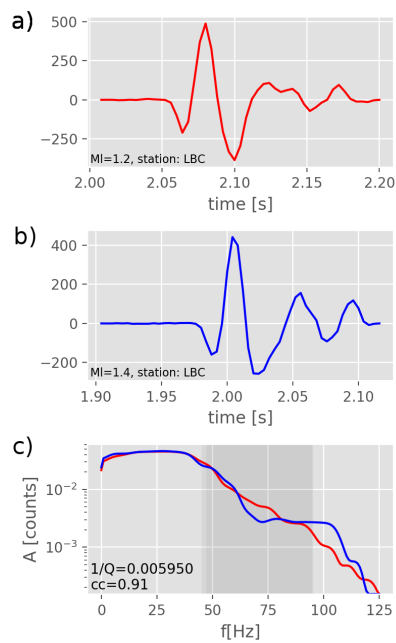 a)
500
250
0
−250
Ml=1.2, station: LBC
2.00
2.05
2.10
2.15
2.20
time [s]
b)
400
200
0
−200
Ml=1.4, station: LBC
1.90
1.95
2.00
2.05
2.10
time [s]
c)
A [counts]
10⁻²
10⁻³
1/Q=0.005950
cc=0.91
0
25
50
75
100
125
f[Hz]